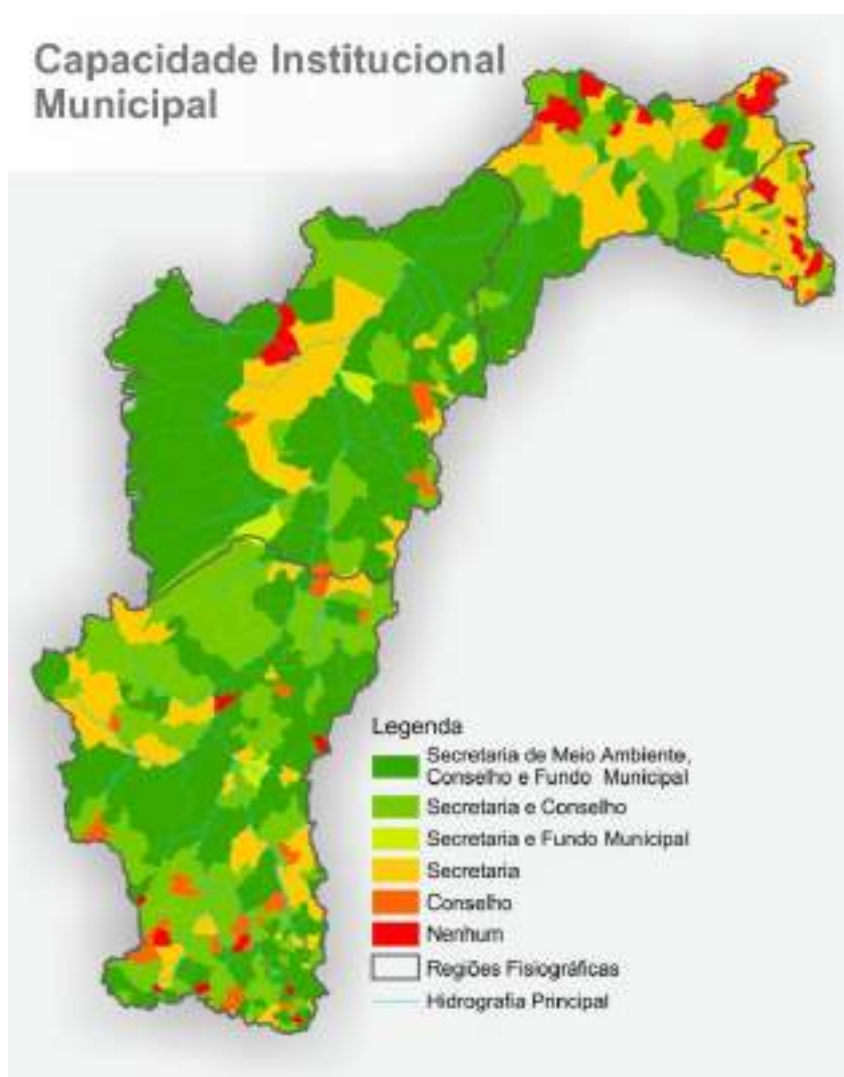 Capacidade Institucional
Municipal
Legenda
Secretaria de Meio Ambiente,
Conselho e Fundo Municipal
Secretaria e Conselho
Secretaria e Fundo Municipal
Secretaria
Conselho
Nenhum
Regiões Fisiográficas
Hidrografia Principal